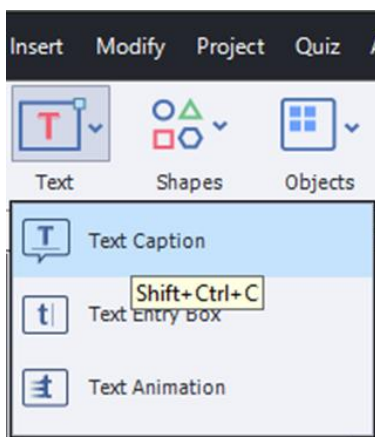 Insert Modify Project Quiz
Text Shapes Objects
Text Caption
Shift+Ctrl+C
Text Entry Box
Text Animation